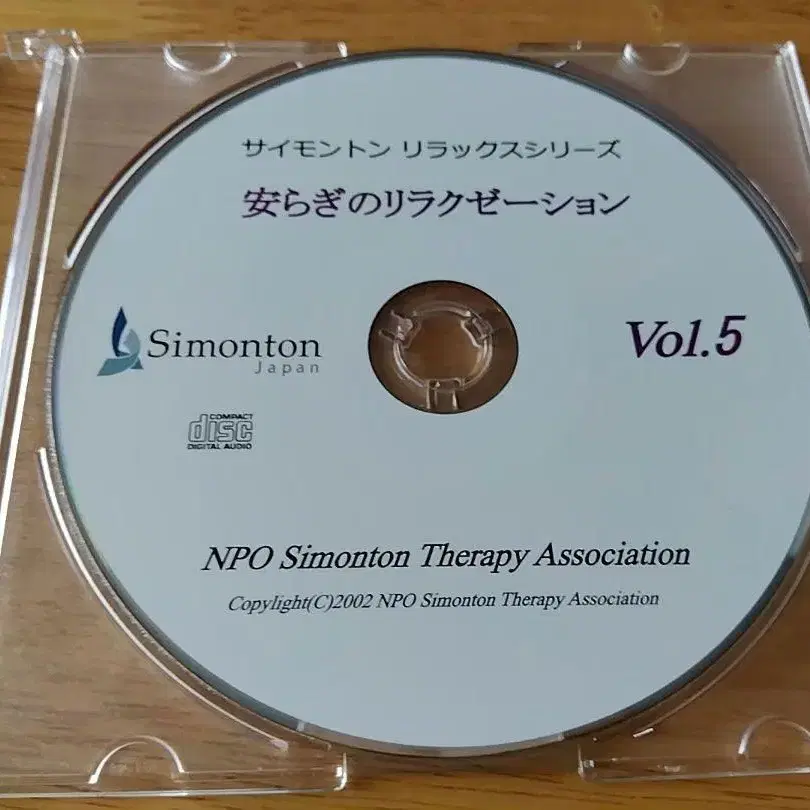 サイモントン リラックスシリーズ
安らぎのリラクゼーション
Simonton
Japan
Vol.5
COMPACT
disc
DIGITAL AUDIO
NPO Simonton Therapy Association
Copylight(C)2002 NPO Simonton Therapy Association